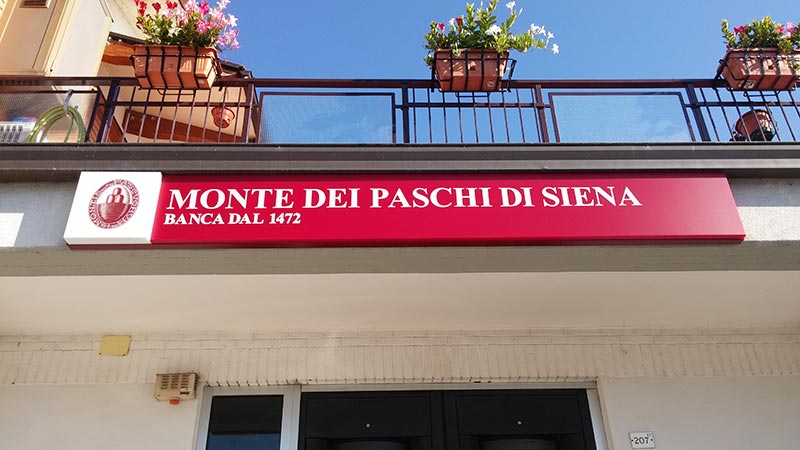 MONTE DEI PASCHI DI SIENA
BANCA DAL 1472
207